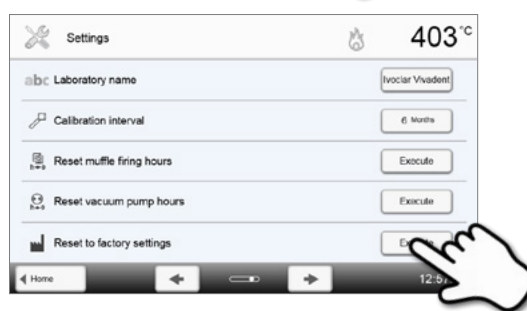 Settings
403 °C
abc Laboratory name
Ivoclar Vivadent
Calibration interval
6 Months
Reset muffle firing hours
Execute
Reset vacuum pump hours
Execute
Reset to factory settings
Home